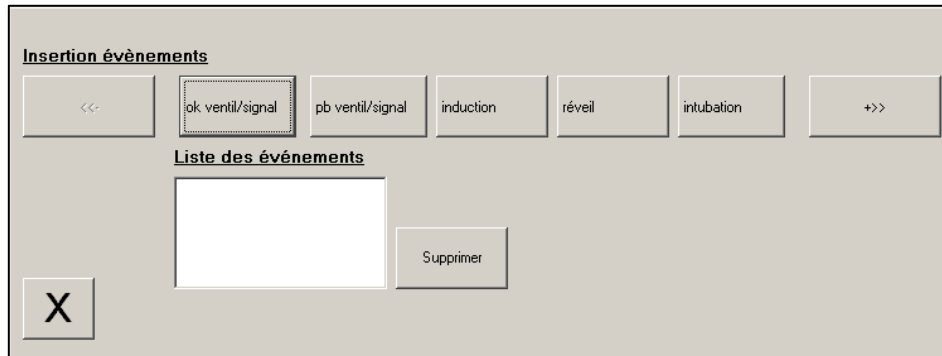 Insertion évènements
<<- ok ventil/signal pb ventil/signal induction réveil intubation +>>
Liste des événements
Supprimer
X